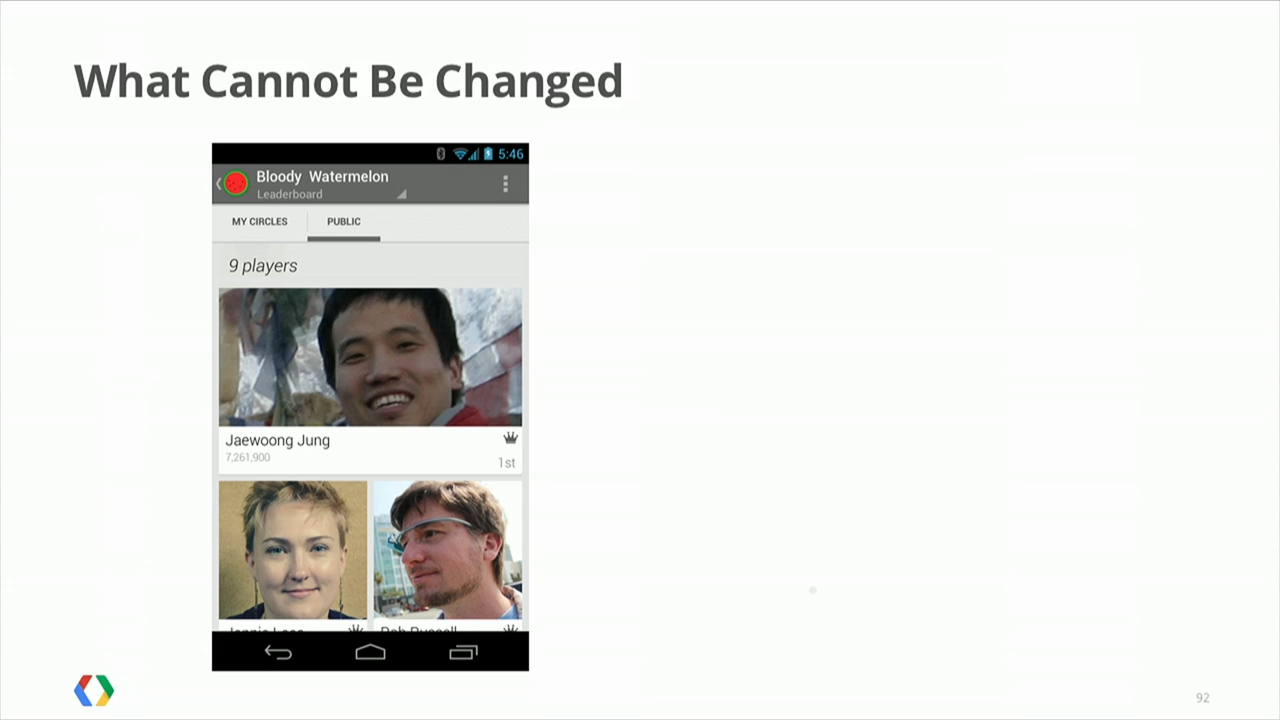 What Cannot Be Changed
5:46
Bloody Watermelon
Leaderboard
MY CIRCLES PUBLIC
9 players
Jaewoong Jung
7,261,900
1st
92